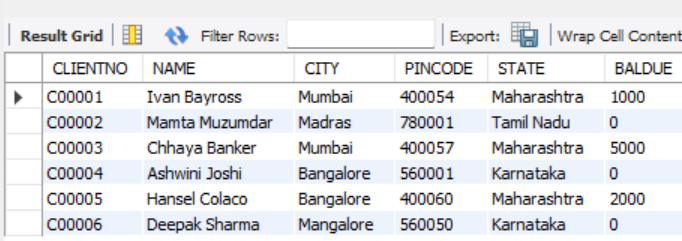 Result Grid Filter Rows: Export: Wrap Cell Content
CLIENTNO NAME CITY PINCODE STATE BALDUE
C00001 Ivan Bayross Mumbai 400054 Maharashtra 1000
C00002 Mamta Muzumdar Madras 780001 Tamil Nadu 0
C00003 Chhaya Banker Mumbai 400057 Maharashtra 5000
C00004 Ashwini Joshi Bangalore 560001 Karnataka 0
C00005 Hansel Colaco Bangalore 400060 Maharashtra 2000
C00006 Deepak Sharma Mangalore 560050 Karnataka 0